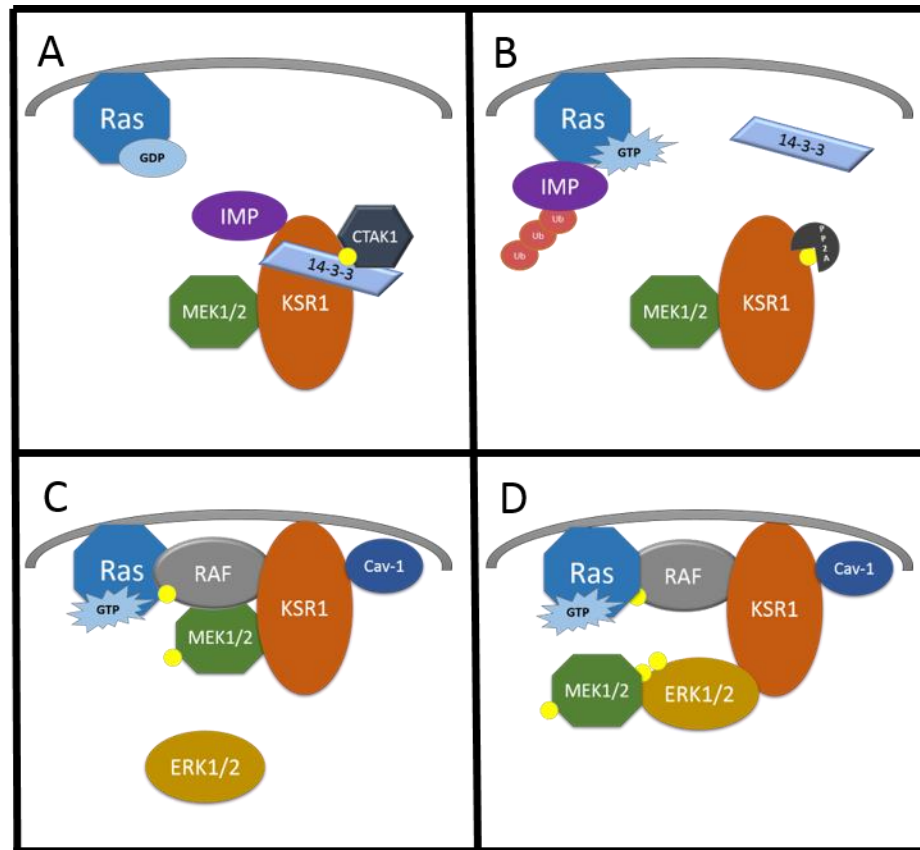 A
Ras
GDP
IMP
CTAK1
14-3-3
MEK1/2
KSR1
B
Ras
GTP
14-3-3
IMP
Ub
Ub
Ub
PP2A
MEK1/2
KSR1
C
Ras
GTP
RAF
Cav-1
KSR1
MEK1/2
ERK1/2
D
Ras
GTP
RAF
Cav-1
KSR1
MEK1/2
ERK1/2